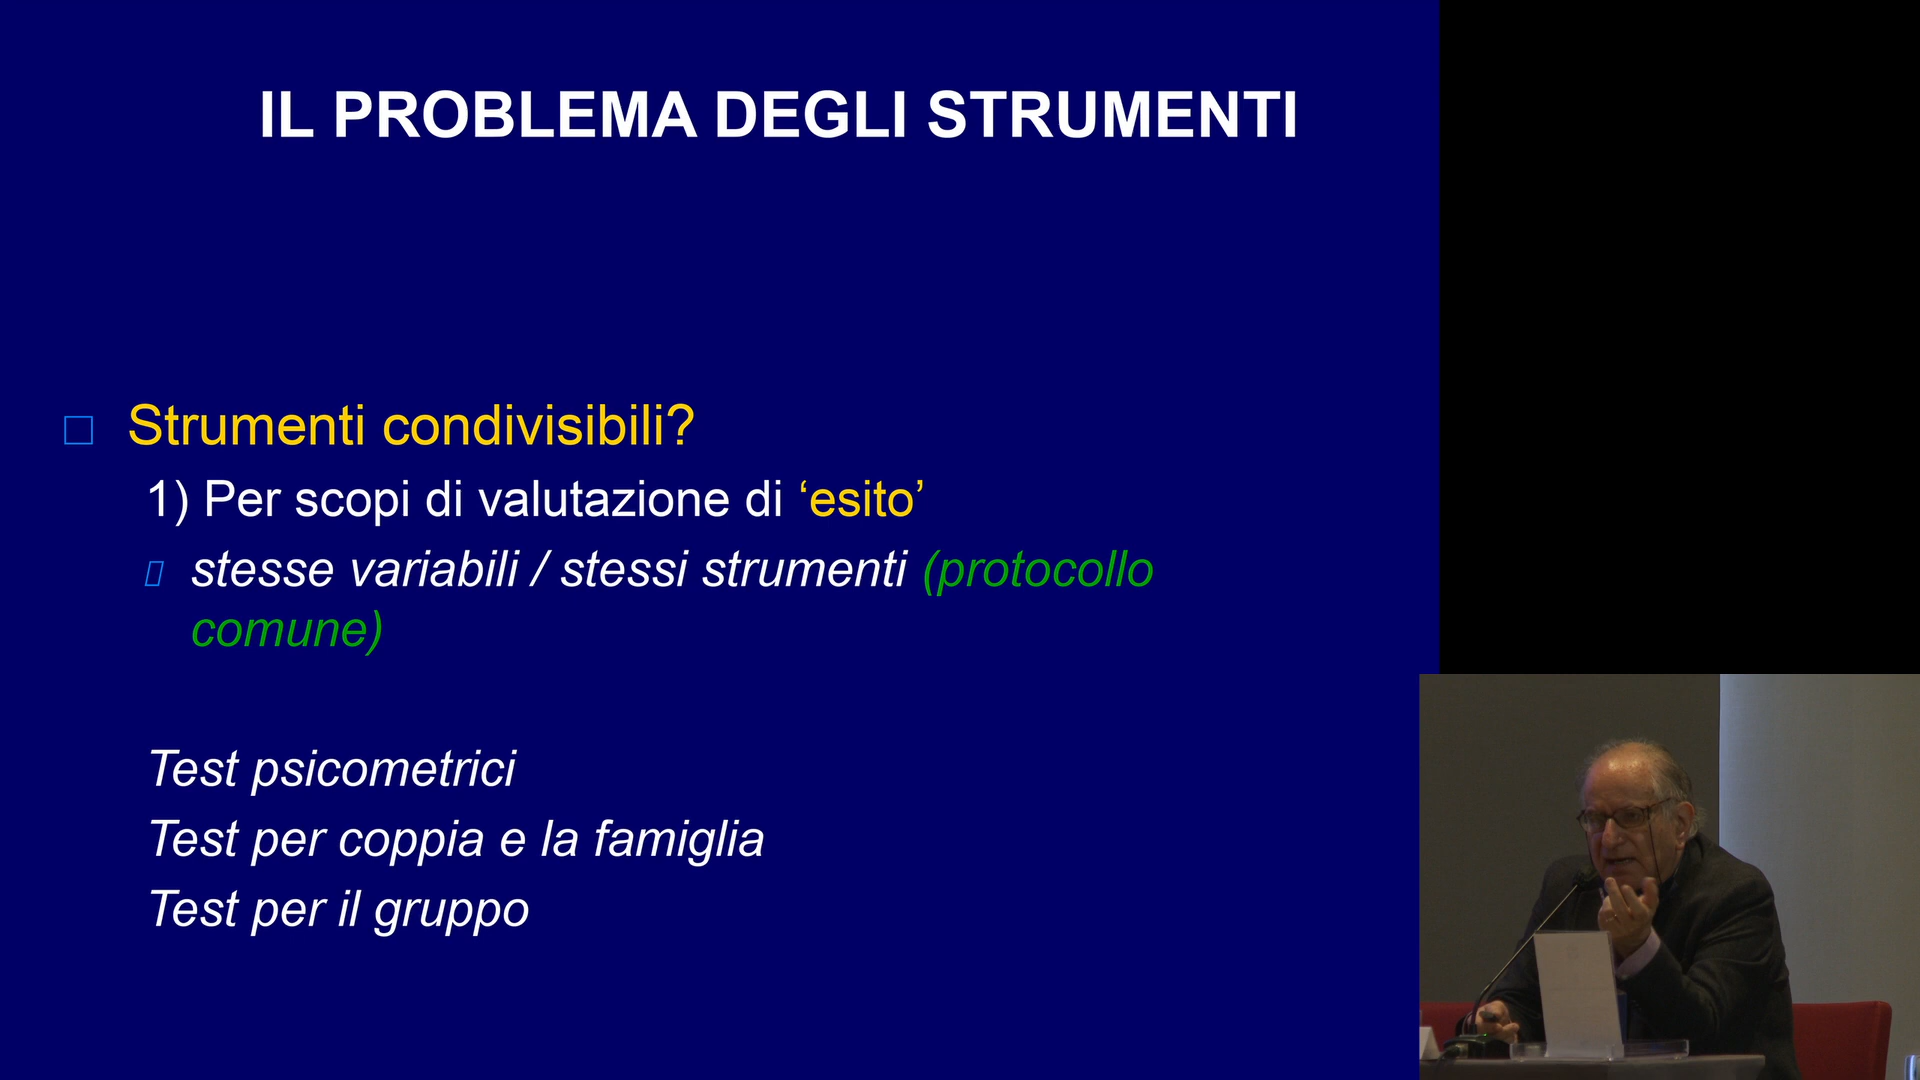 IL PROBLEMA DEGLI STRUMENTI
Strumenti condivisibili?
1) Per scopi di valutazione di ‘esito’
stesse variabili / stessi strumenti (protocollo
comune)
Test psicometrici
Test per coppia e la famiglia
Test per il gruppo